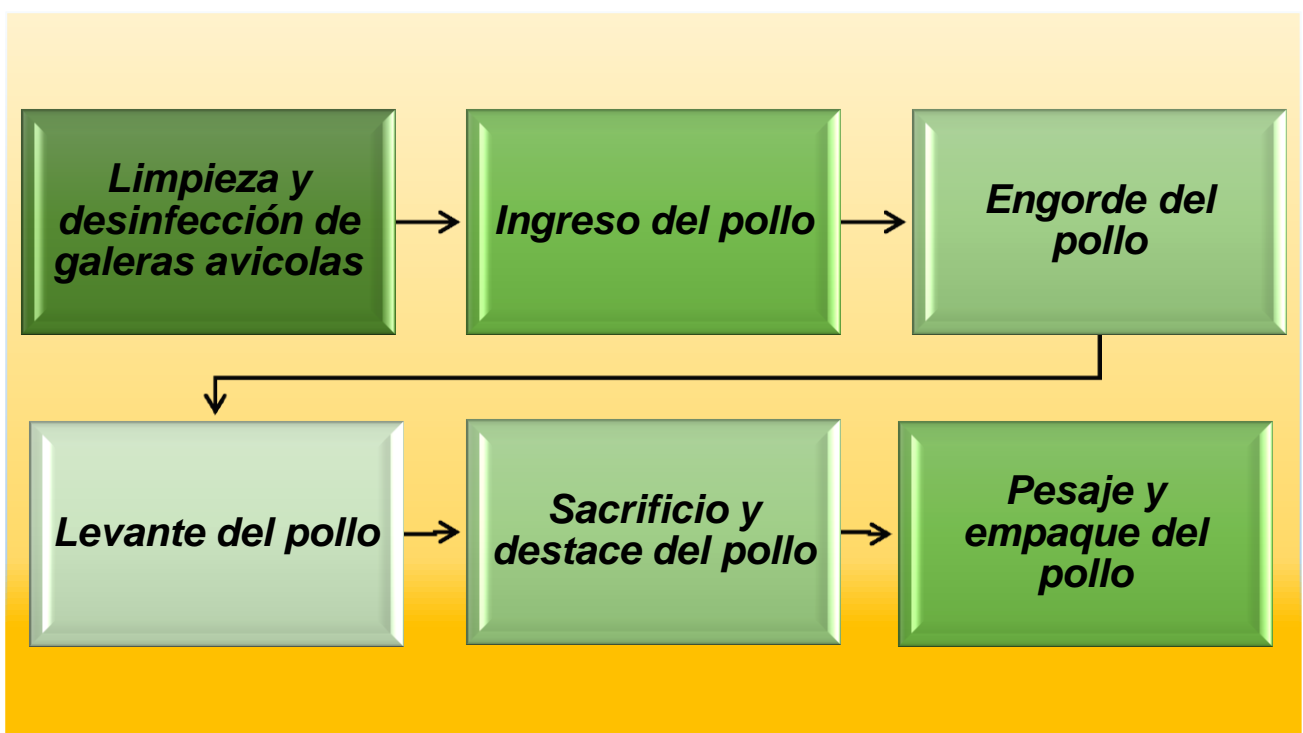 Limpieza y
desinfección de
galeras avicolas
Ingreso del pollo
Engorde del
pollo
Levante del pollo
Sacrificio y
destace del pollo
Pesaje y
empaque del
pollo